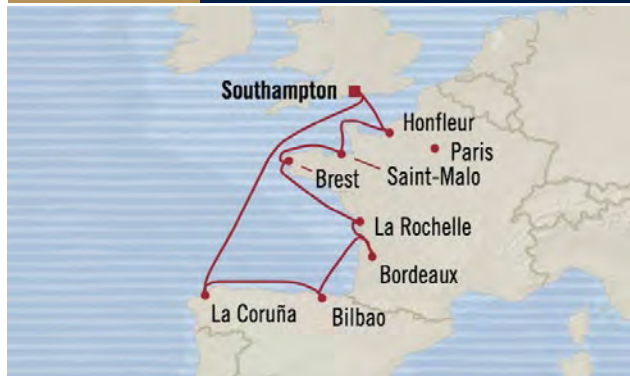 Southampton
Honfleur
Paris
Brest
Saint-Malo
La Rochelle
Bordeaux
La Coruña
Bilbao